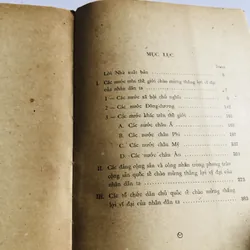 MỤC LỤC
Trang
Lời Nhà xuất bản
I. Các nước trên thế giới chào mừng thắng lợi vĩ đại
của nhân dân ta
1 — Các nước xã hội chủ nghĩa
2 — Các nước Đông-dương
3 — Các nước khác trên thế giới
A. Các nước châu Á
B. Các nước châu Phi
C. Các nước châu Mỹ
D — Các nước châu Âu
II. Các đảng cộng sản và công nhân trong phong trào
cộng sản quốc tế chào mừng thắng lợi vĩ đại của
nhân dân ta
III. Các tổ chức dân chủ quốc tế chào mừng thắng
lợi vĩ đại của nhân dân ta